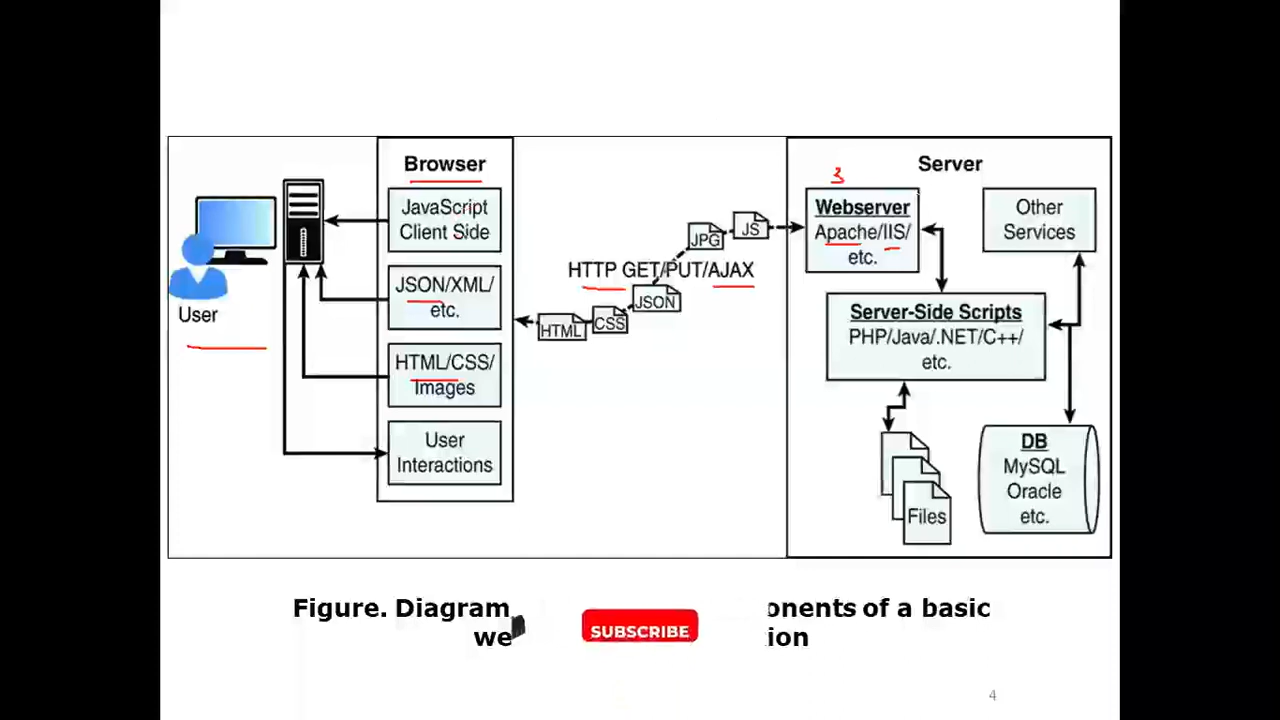 Browser
JavaScript
Client Side
JSON/XML/
etc.
HTML/CSS/
Images
User
Interactions
User
HTTP GET/PUT/AJAX
HTML
CSS
JSON
JPG
JS
Server
3
Webserver
Apache/IIS/
etc.
Other
Services
Server-Side Scripts
PHP/Java/.NET/C++/
etc.
Files
DB
MySQL
Oracle
etc.
Figure. Diagram onents of a basic
we ion
SUBSCRIBE
4